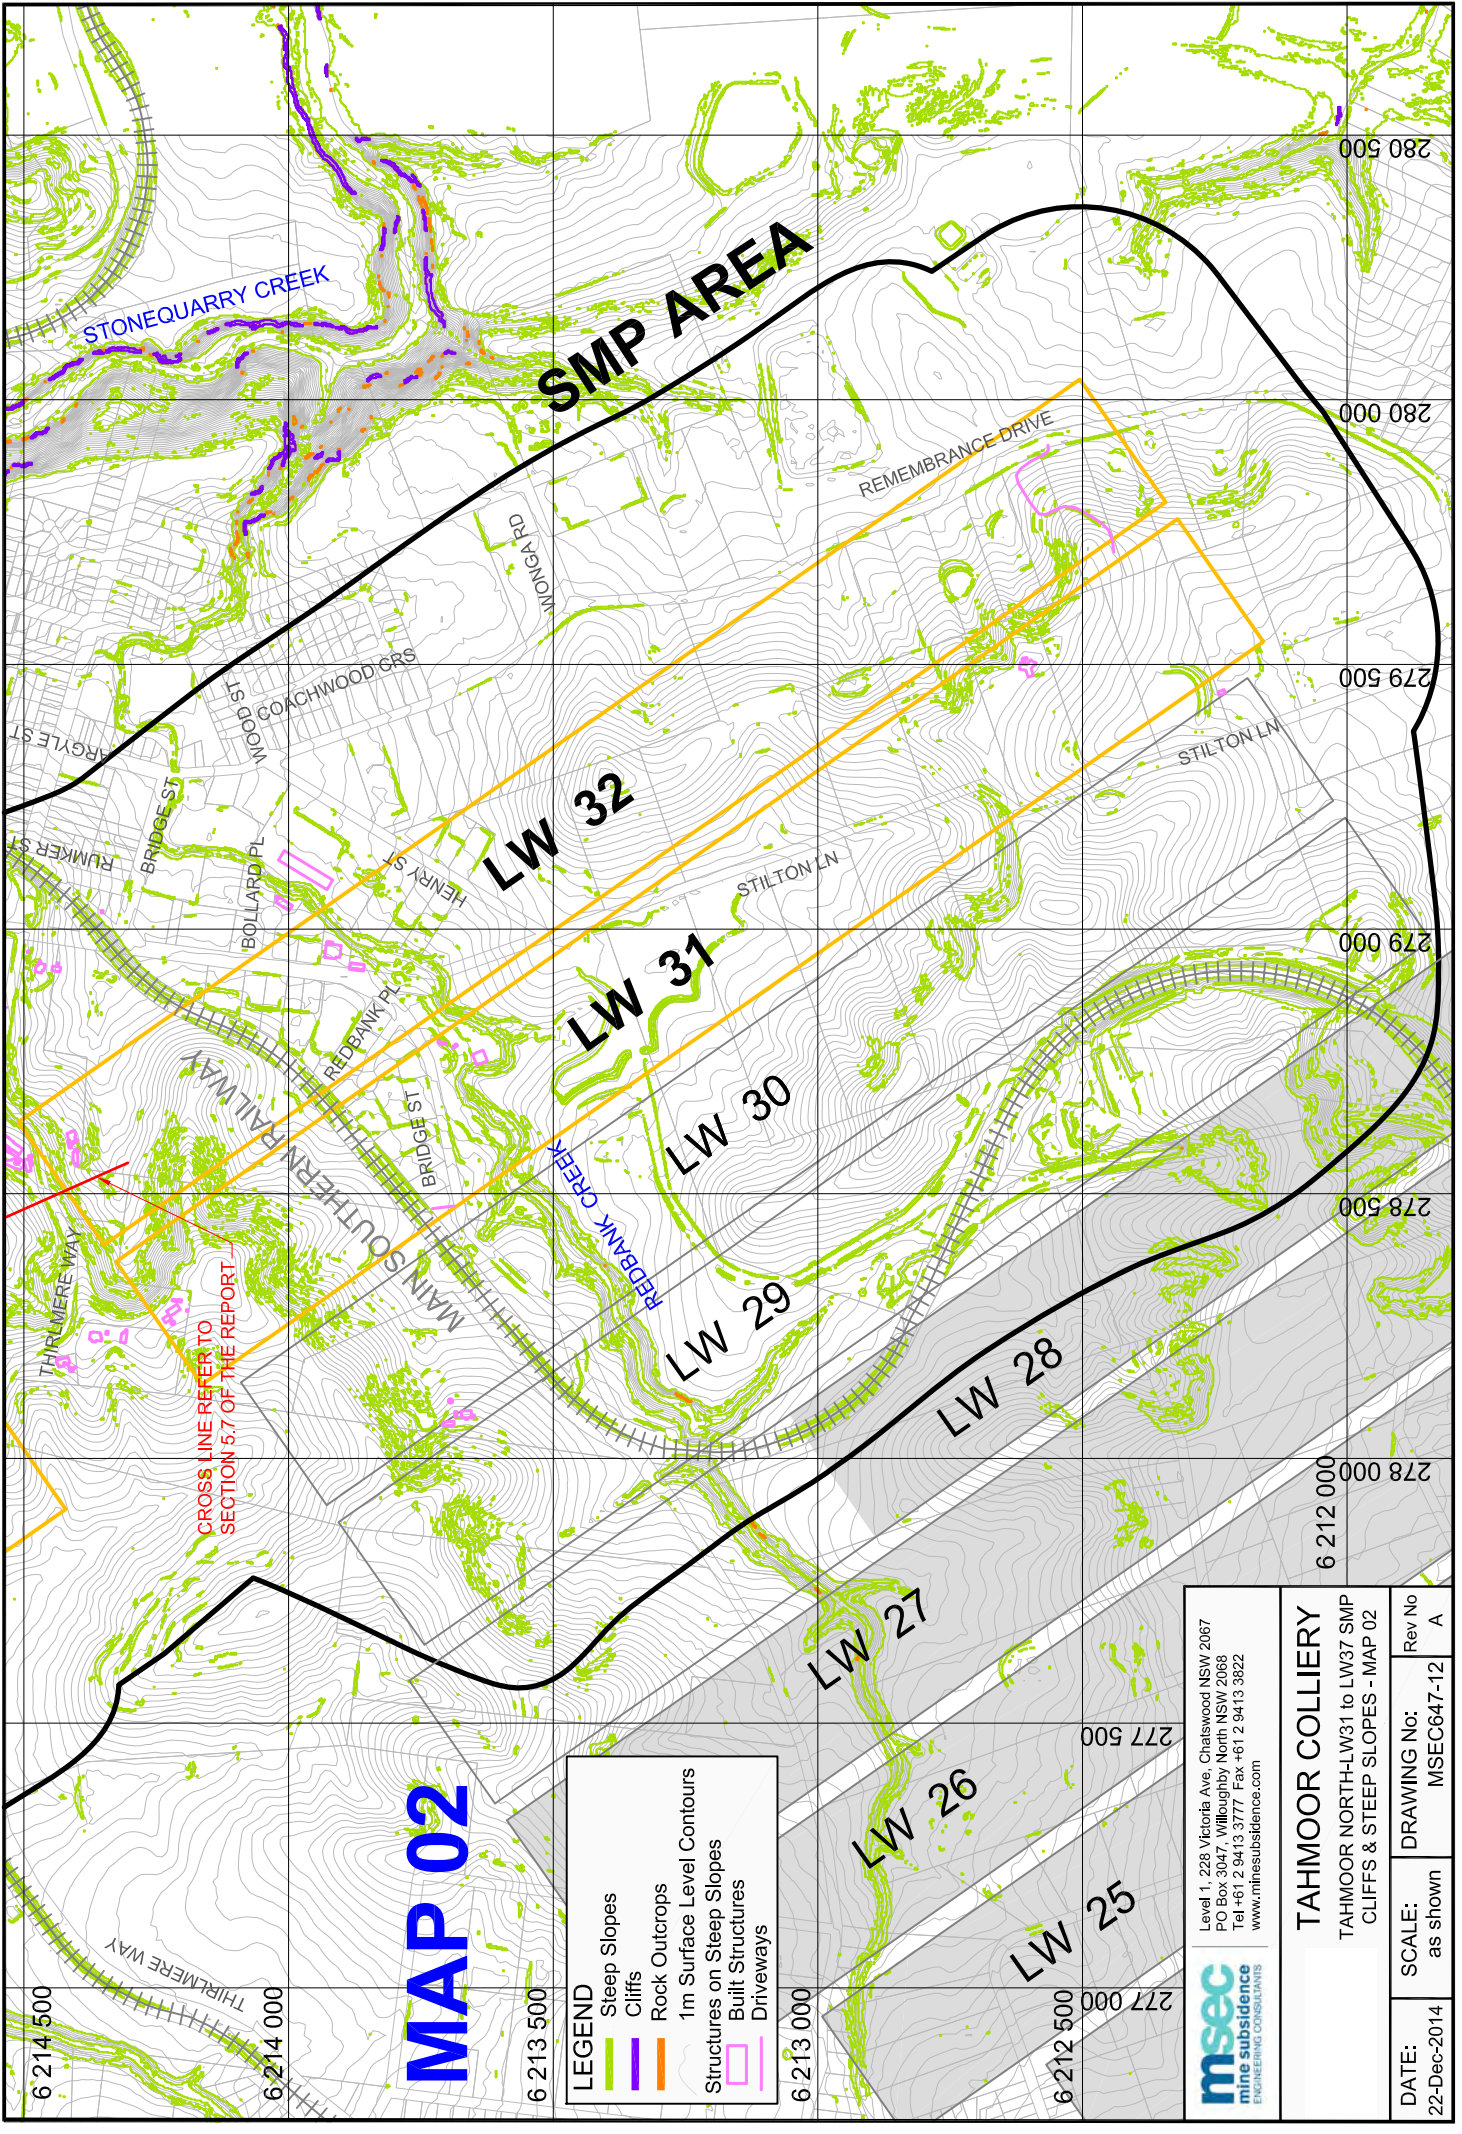 MAP 02
SMP AREA
STONEQUARRY CREEK
REDBANK CREEK
LW 32
LW 31
LW 30
LW 29
LW 28
LW 27
LW 26
LW 25
THIRLMERE WAY
THIRLMERE WAY
MAIN SOUTHERN RAILWAY
ARGYLE ST
RUMKER ST
BRIDGE ST
BOLLARD PL
WOOD ST
COACHWOOD CRS
WONGA RD
HENRY ST
REDBANK PL
BRIDGE ST
REMEMBRANCE DRIVE
STILTON LN
STILTON LN
CROSS LINE REFER TO
SECTION 5.7 OF THE REPORT
6 214 500
6 214 000
6 213 500
6 213 000
6 212 500
6 212 000
277 000
277 500
278 000
278 500
279 000
279 500
280 000
280 500
LEGEND
Steep Slopes
Cliffs
Rock Outcrops
1m Surface Level Contours
Structures on Steep Slopes
Built Structures
Driveways
msec
mine subsidence
ENGINEERING CONSULTANTS
Level 1, 228 Victoria Ave, Chatswood NSW 2067
PO Box 3047, Willoughby North NSW 2068
Tel +61 2 9413 3777 Fax +61 2 9413 3822
www.minesubsidence.com
TAHMOOR COLLIERY
TAHMOOR NORTH-LW31 to LW37 SMP
CLIFFS & STEEP SLOPES - MAP 02
DATE:
22-Dec-2014
SCALE:
as shown
DRAWING No:
MSEC647-12
Rev No
A